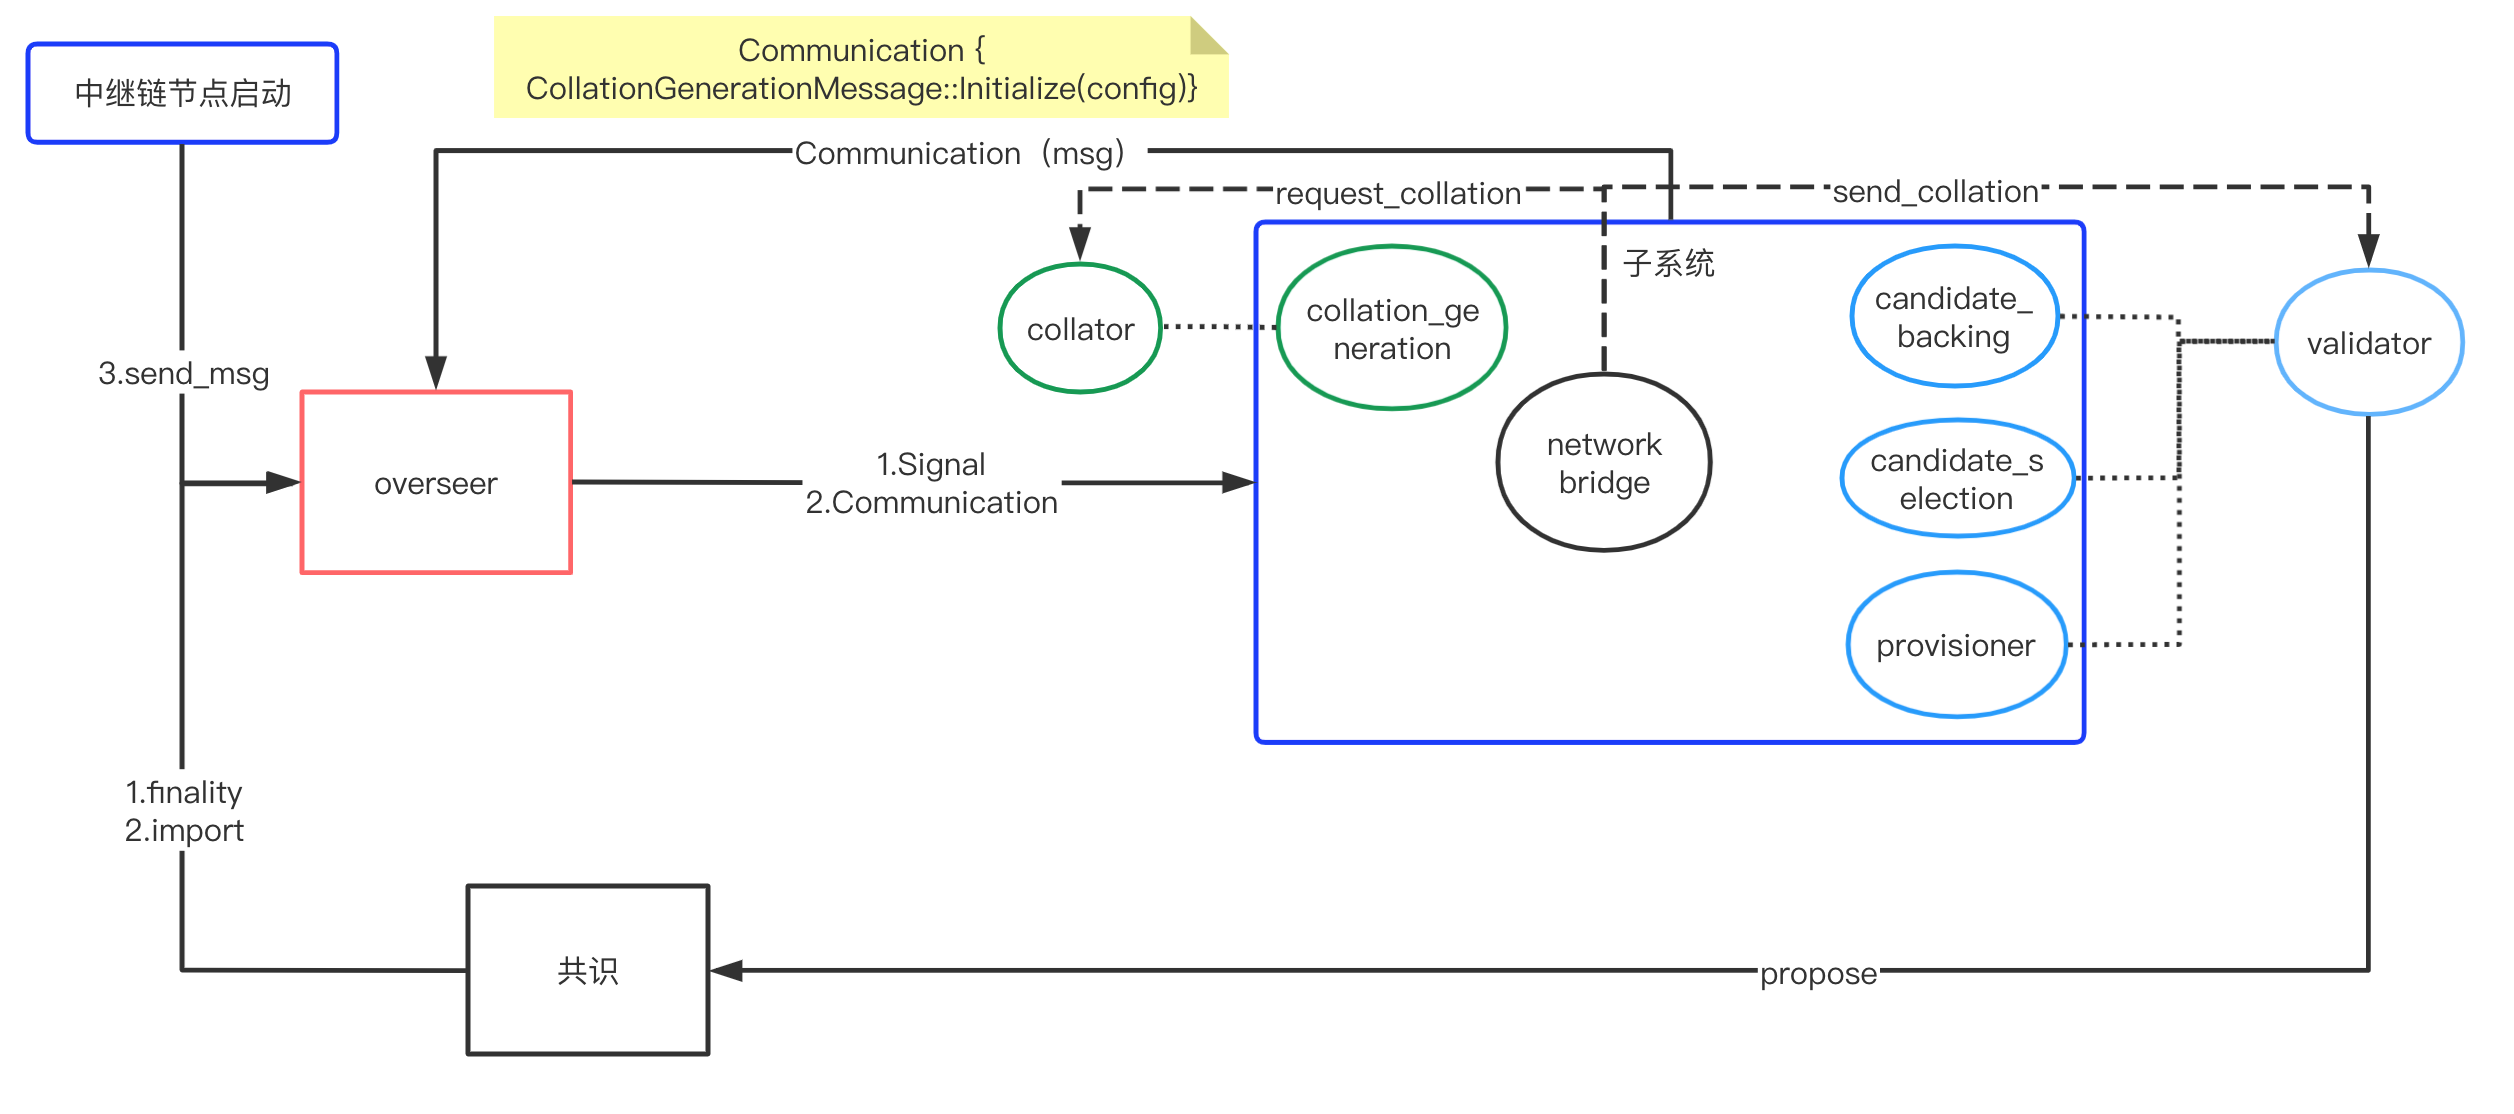 Communication {
CollationGenerationMessage::Initialize(config)}
中继链节点启动
Communication（msg）
request_collation
send_collation
子系统
collator
collation_ge
neration
candidate_
backing
validator
3.send_msg
overseer
1.Signal
2.Communication
network
bridge
candidate_s
election
provisioner
1.finality
2.import
共识
propose